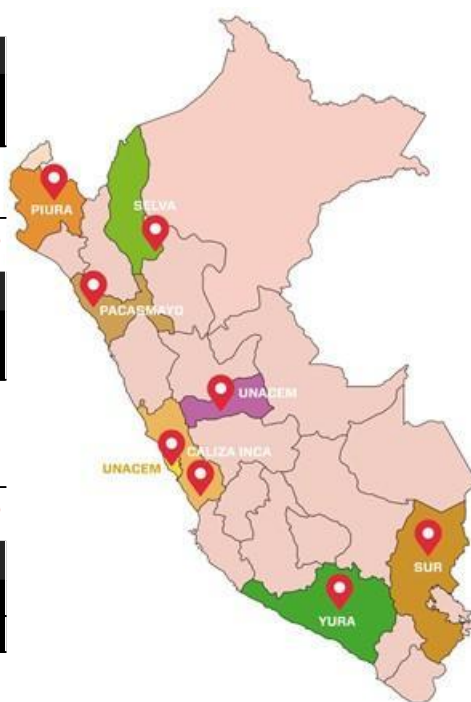 SELVA
PIURA
PACASMAYO
UNACEM
CALIZA INCA
UNACEM
SUR
YURA